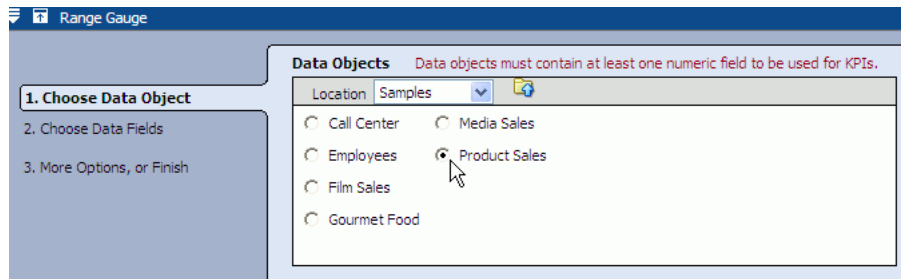 Range Gauge
Data Objects Data objects must contain at least one numeric field to be used for KPIs.
1. Choose Data Object
2. Choose Data Fields
3. More Options, or Finish
Location Samples
Call Center Media Sales
Employees Product Sales
Film Sales
Gourmet Food